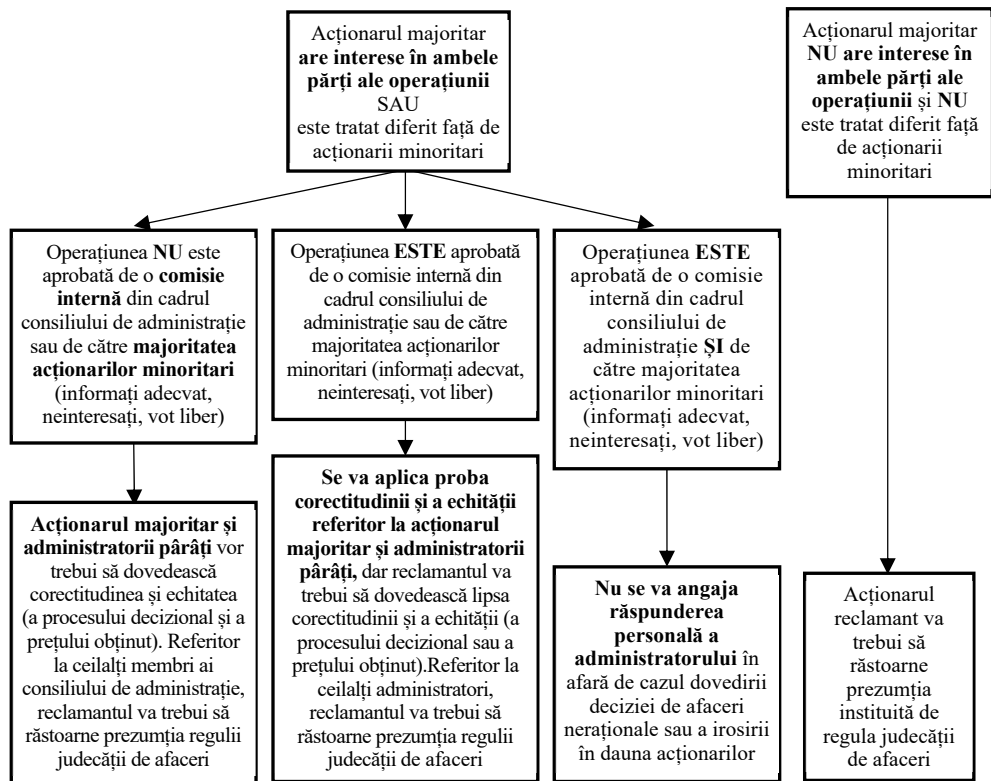 Acționarul majoritar
are interese în ambele
părți ale operațiunii
SAU
este tratat diferit față de
acționarii minoritari
Acționarul majoritar
NU are interese în
ambele părți ale
operațiunii și NU
este tratat diferit față
de acționarii
minoritari
Operațiunea NU este
aprobată de o comisie
internă din cadrul
consiliului de administrație
sau de către majoritatea
acționarilor minoritari
(informați adecvat,
neinteresați, vot liber)
Operațiunea ESTE aprobată
de o comisie internă din
cadrul consiliului de
administrație sau de către
majoritatea acționarilor
minoritari (informați adecvat,
neinteresați, vot liber)
Operațiunea ESTE
aprobată de o comisie
internă din cadrul
consiliului de
administrație ȘI de
către majoritatea
acționarilor minoritari
(informați adecvat,
neinteresați, vot liber)
Acționarul majoritar și
administratorii pârâți vor
trebui să dovedească
corectitudinea și echitatea
(a procesului decizional și a
prețului obținut). Referitor
la ceilalți membri ai
consiliului de administrație,
reclamantul va trebui să
răstoarne prezumția regulii
judecății de afaceri
Se va aplica proba
corectitudinii și a echității
referitor la acționarul
majoritar și administratorii
pârâți, dar reclamantul va
trebui să dovedească lipsa
corectitudinii și a echității (a
procesului decizional sau a
prețului obținut).Referitor la
ceilalți administratori,
reclamantul va trebui să
răstoarne prezumția regulii
judecății de afaceri
Nu se va angaja
răspunderea
personală a
administratorului în
afară de cazul dovedirii
deciziei de afaceri
neraționale sau a irosirii
în dauna acționarilor
Acționarul
reclamant va
trebui să
răstoarne
prezumția
instituită de
regula judecății
de afaceri